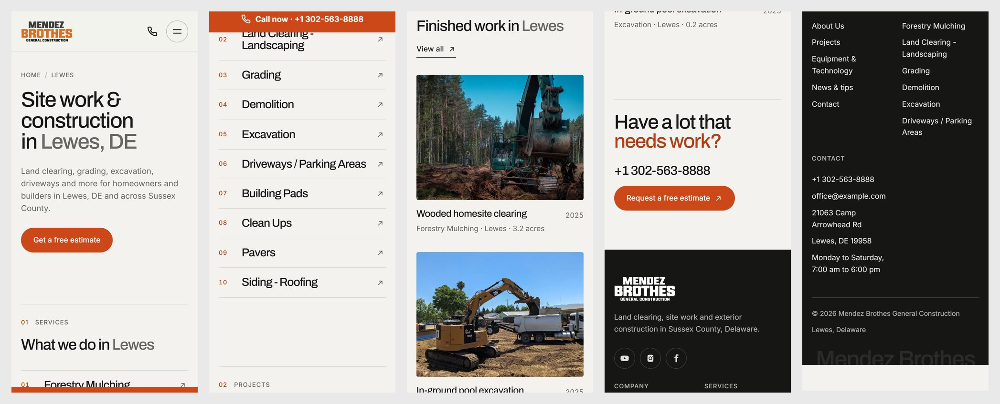 MENDEZ
BROTHES
GENERAL CONSTRUCTION
HOME / LEWES
Site work &
construction
in Lewes, DE
Land clearing, grading, excavation,
driveways and more for homeowners and
builders in Lewes, DE and across Sussex
County.
Get a free estimate
01 SERVICES
What we do in Lewes
01 Forestry Mulching
Call now · +1 302-563-8888
02 Land Clearing -
Landscaping
03 Grading
04 Demolition
05 Excavation
06 Driveways / Parking Areas
07 Building Pads
08 Clean Ups
09 Pavers
10 Siding - Roofing
02 PROJECTS
Finished work in Lewes
View all
Wooded homesite clearing 2025
Forestry Mulching · Lewes · 3.2 acres
CAT
In-ground pool excavation 2025
In-ground pool excavation 2025
Excavation · Lewes · 0.2 acres
Have a lot that
needs work?
+1 302-563-8888
Request a free estimate
MENDEZ
BROTHES
GENERAL CONSTRUCTION
Land clearing, site work and exterior
construction in Sussex County, Delaware.
COMPANY SERVICES
About Us
Projects
Equipment &
Technology
News & tips
Contact
Forestry Mulching
Land Clearing -
Landscaping
Grading
Demolition
Excavation
Driveways / Parking
Areas
CONTACT
+1 302-563-8888
office@example.com
21063 Camp
Arrowhead Rd
Lewes, DE 19958
Monday to Saturday,
7:00 am to 6:00 pm
© 2026 Mendez Brothes General Construction
Lewes, Delaware
Mendez Brothes